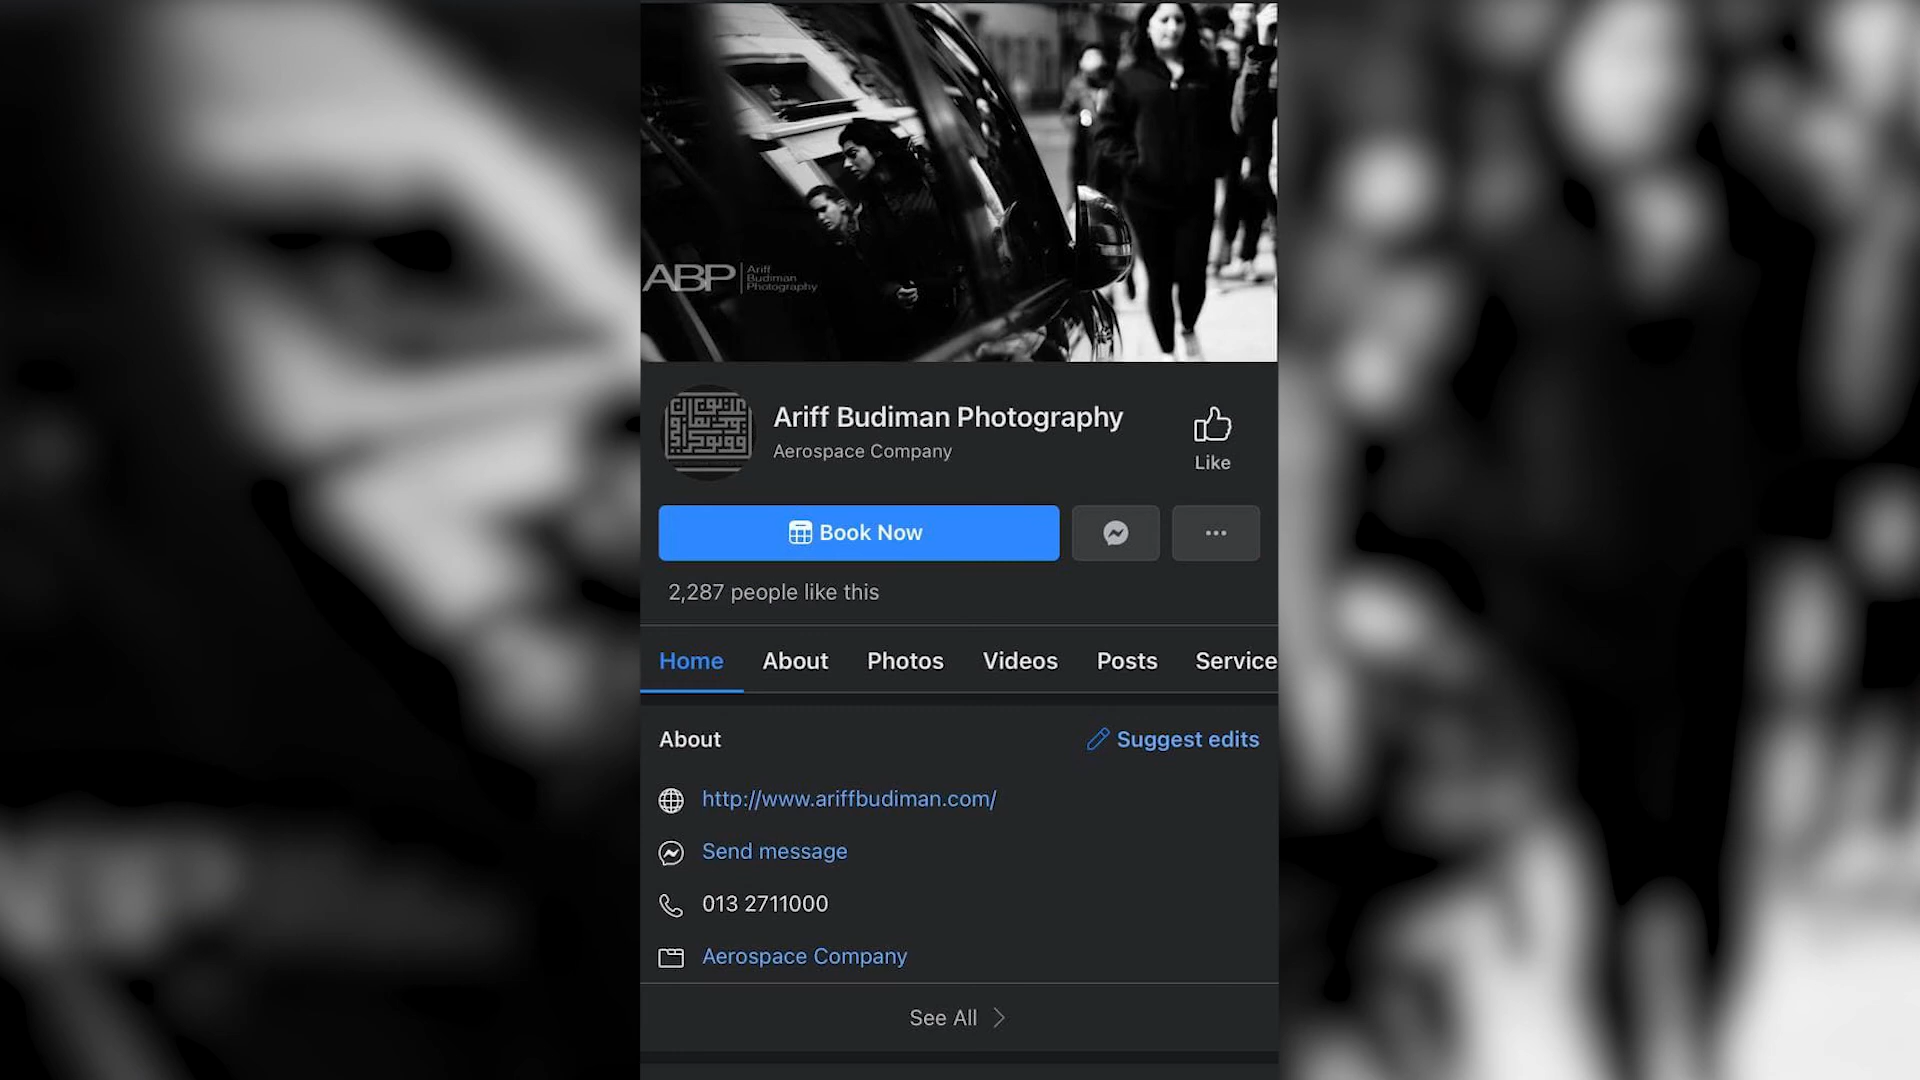 ABP
Ariff
Budiman
Photography
Ariff Budiman Photography
Aerospace Company
Like
Book Now
2,287 people like this
Home About Photos Videos Posts Service
About
Suggest edits
http://www.ariffbudiman.com/
Send message
013 2711000
Aerospace Company
See All